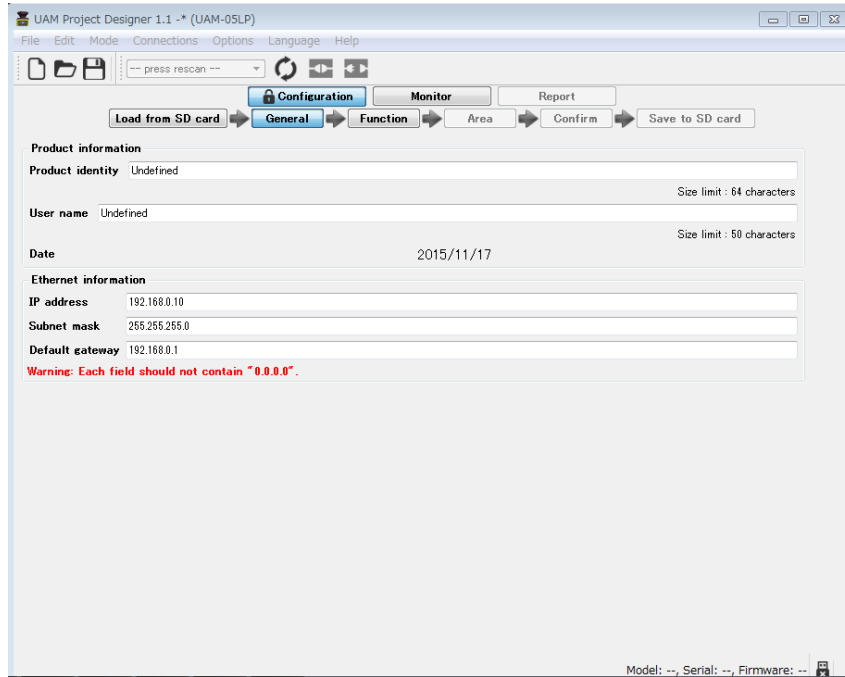 UAM Project Designer 1.1 -* (UAM-05LP)
File Edit Mode Connections Options Language Help
-- press rescan --
Configuration Monitor Report
Load from SD card General Function Area Confirm Save to SD card
Product information
Product identity Undefined
Size limit : 64 characters
User name Undefined
Size limit : 50 characters
Date 2015/11/17
Ethernet information
IP address 192.168.0.10
Subnet mask 255.255.255.0
Default gateway 192.168.0.1
Warning: Each field should not contain "0.0.0.0".
Model: --, Serial: --, Firmware: --